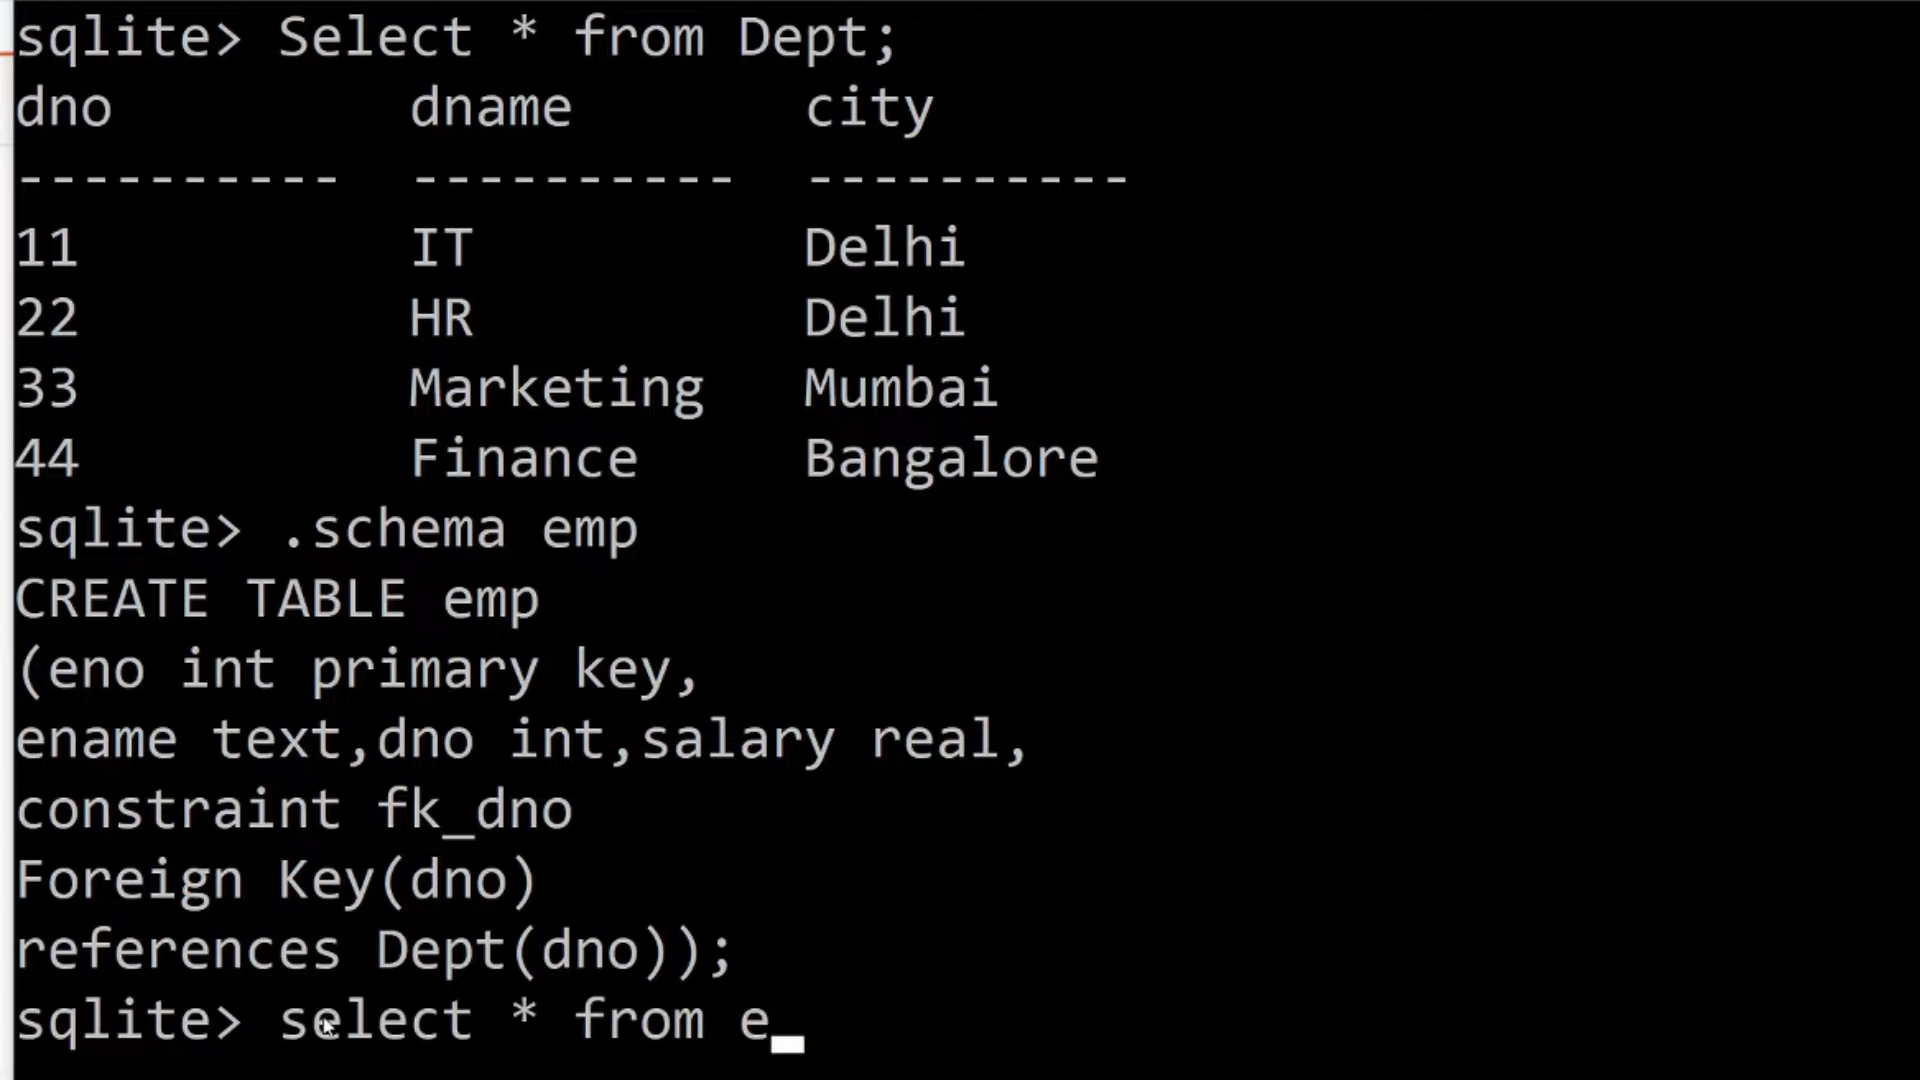 sqlite> Select * from Dept;
dno dname city
---------- ---------- ----------
11 IT Delhi
22 HR Delhi
33 Marketing Mumbai
44 Finance Bangalore
sqlite> .schema emp
CREATE TABLE emp
(eno int primary key,
ename text,dno int,salary real,
constraint fk_dno
Foreign Key(dno)
references Dept(dno));
sqlite> select * from e